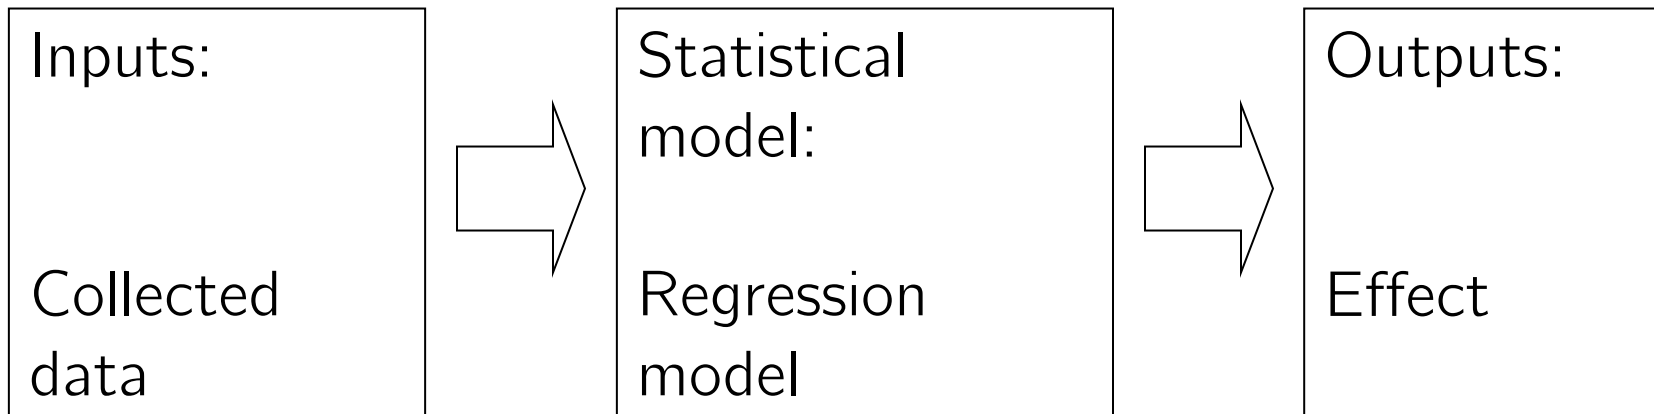 Inputs:
Collected
data
Statistical
model:
Regression
model
Outputs:
Effect